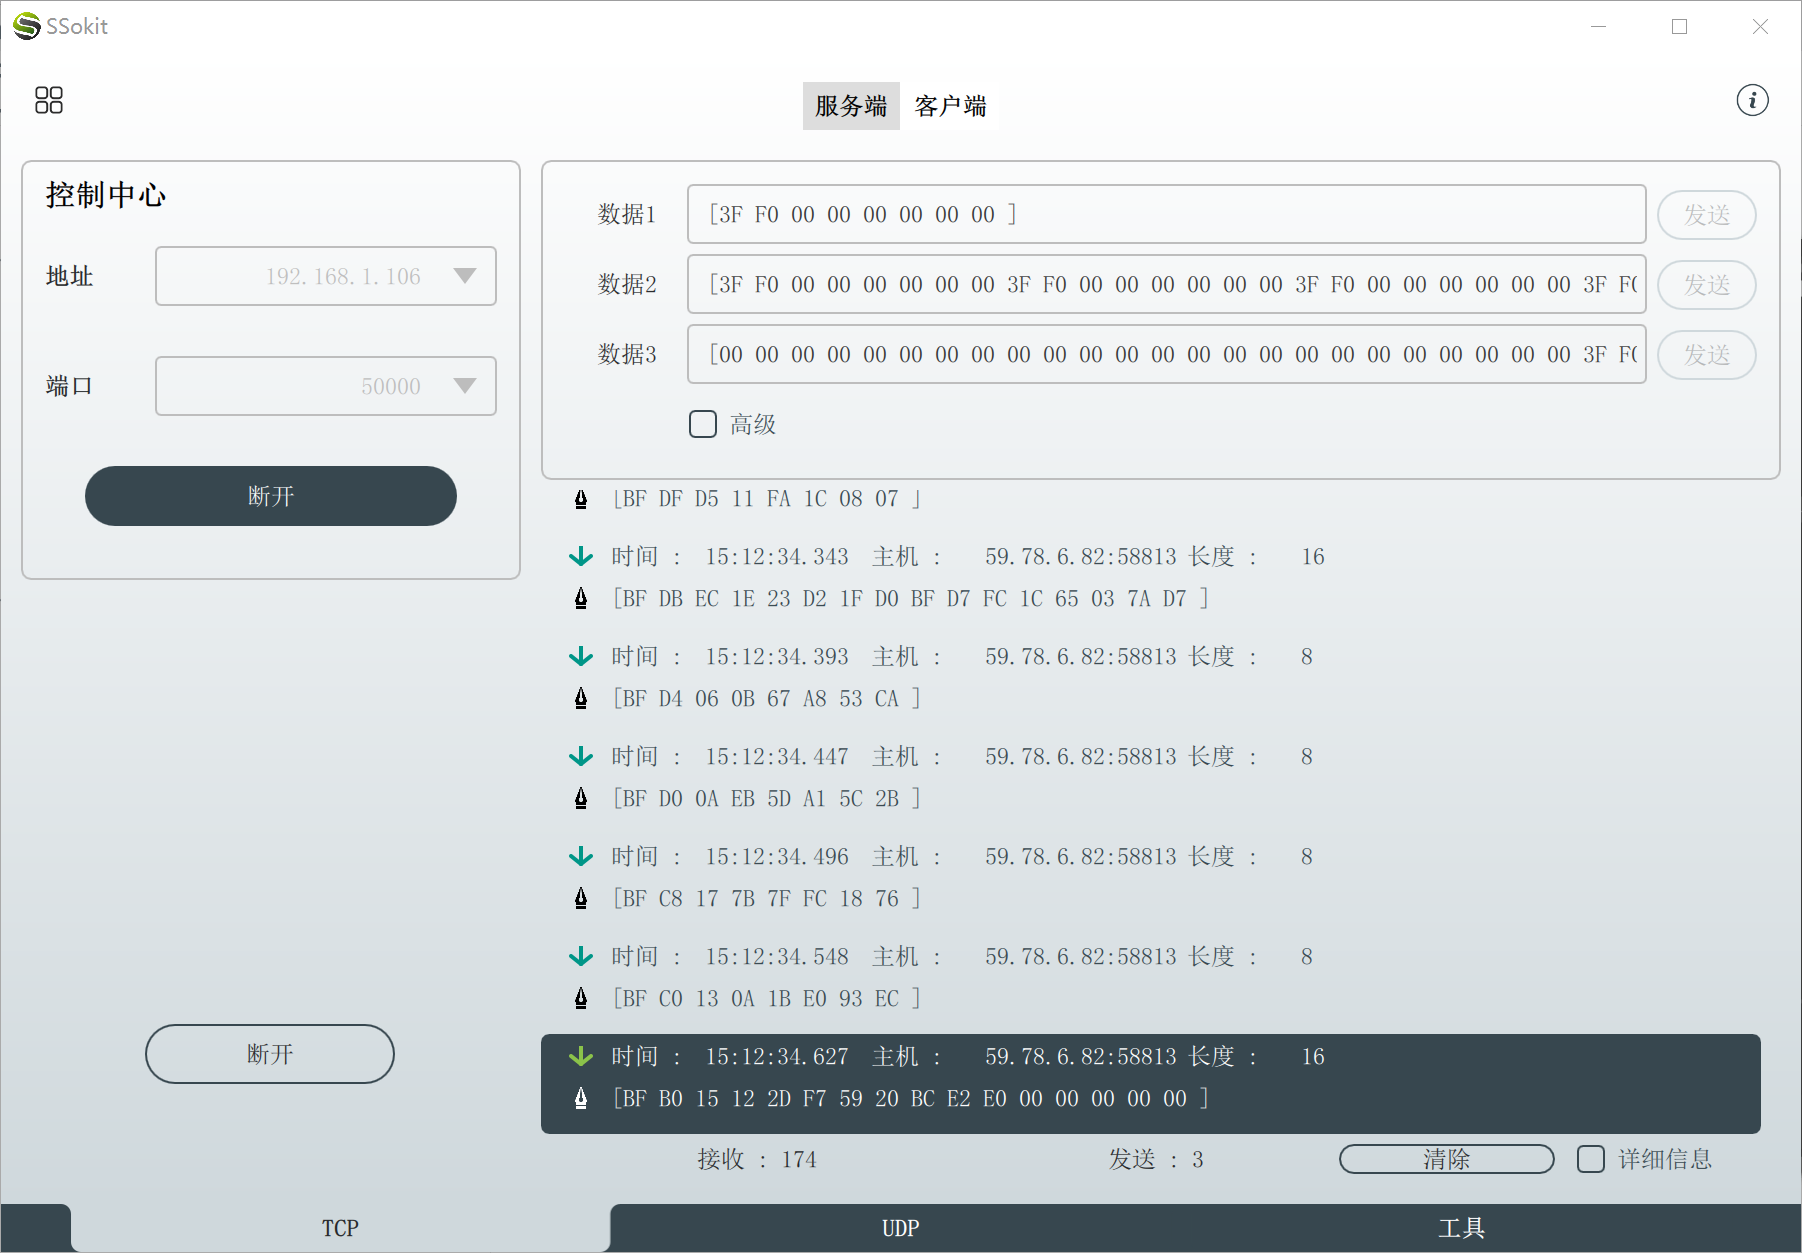 SSokit
服务端 客户端
控制中心
地址 192.168.1.106
端口 50000
断开
数据1 [3F F0 00 00 00 00 00 00 ] 发送
数据2 [3F F0 00 00 00 00 00 00 3F F0 00 00 00 00 00 00 3F F0 00 00 00 00 00 00 3F F0 发送
数据3 [00 00 00 00 00 00 00 00 00 00 00 00 00 00 00 00 00 00 00 00 00 00 00 00 3F F0 发送
高级
[BF DF D5 11 FA 1C 08 07 ]
时间 : 15:12:34.343 主机 : 59.78.6.82:58813 长度 : 16
[BF DB EC 1E 23 D2 1F D0 BF D7 FC 1C 65 03 7A D7 ]
时间 : 15:12:34.393 主机 : 59.78.6.82:58813 长度 : 8
[BF D4 06 0B 67 A8 53 CA ]
时间 : 15:12:34.447 主机 : 59.78.6.82:58813 长度 : 8
[BF D0 0A EB 5D A1 5C 2B ]
时间 : 15:12:34.496 主机 : 59.78.6.82:58813 长度 : 8
[BF C8 17 7B 7F FC 18 76 ]
时间 : 15:12:34.548 主机 : 59.78.6.82:58813 长度 : 8
[BF C0 13 0A 1B E0 93 EC ]
时间 : 15:12:34.627 主机 : 59.78.6.82:58813 长度 : 16
[BF B0 15 12 2D F7 59 20 BC E2 E0 00 00 00 00 00 ]
断开
接收 : 174 发送 : 3 清除 详细信息
TCP UDP 工具